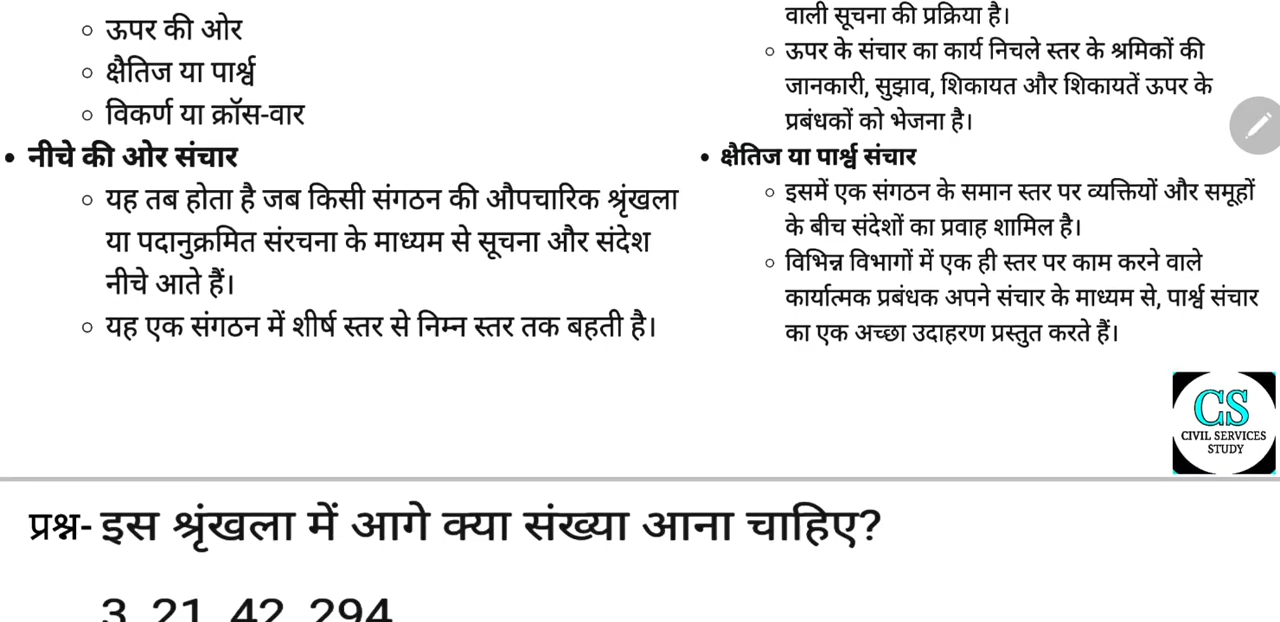 ऊपर की ओर
क्षैतिज या पार्श्व
विकर्ण या क्रॉस-वार
नीचे की ओर संचार
यह तब होता है जब किसी संगठन की औपचारिक श्रृंखला
या पदानुक्रमित संरचना के माध्यम से सूचना और संदेश
नीचे आते हैं।
यह एक संगठन में शीर्ष स्तर से निम्न स्तर तक बहती है।
वाली सूचना की प्रक्रिया है।
ऊपर के संचार का कार्य निचले स्तर के श्रमिकों की
जानकारी, सुझाव, शिकायत और शिकायतें ऊपर के
प्रबंधकों को भेजना है।
क्षैतिज या पार्श्व संचार
इसमें एक संगठन के समान स्तर पर व्यक्तियों और समूहों
के बीच संदेशों का प्रवाह शामिल है।
विभिन्न विभागों में एक ही स्तर पर काम करने वाले
कार्यात्मक प्रबंधक अपने संचार के माध्यम से, पार्श्व संचार
का एक अच्छा उदाहरण प्रस्तुत करते हैं।
CS
CIVIL SERVICES
STUDY
प्रश्न- इस श्रृंखला में आगे क्या संख्या आना चाहिए?
3 21 42 294